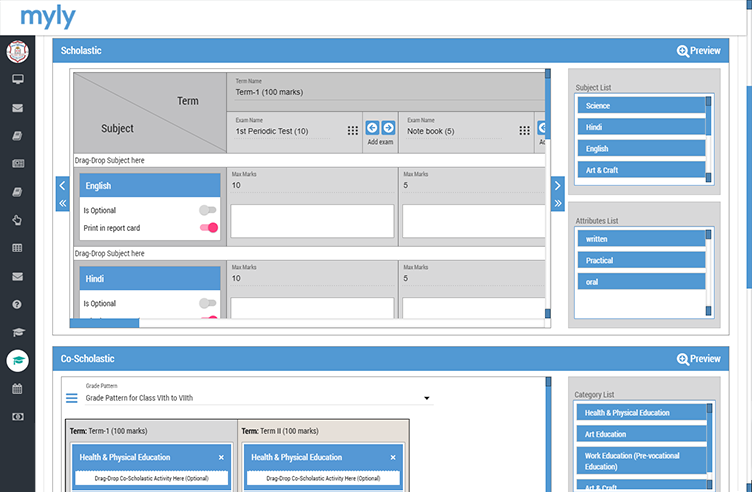 myly
Scholastic
Preview
Term
Subject
Term Name
Term-1 (100 marks)
Exam Name
1st Periodic Test (10)
Add exam
Exam Name
Note book (5)
Drag-Drop Subject here
English
Is Optional
Print in report card
Max Marks
10
Max Marks
5
Drag-Drop Subject here
Hindi
Is Optional
Max Marks
10
Max Marks
5
Subject List
Science
Hindi
English
Art & Craft
Attributes List
written
Practical
oral
Co-Scholastic
Preview
Grade Pattern
Grade Pattern for Class VIth to VIIth
Term: Term-1 (100 marks)
Health & Physical Education ×
Drag-Drop Co-Scholastic Activity Here (Optional)
Term: Term II (100 marks)
Health & Physical Education ×
Drag-Drop Co-Scholastic Activity Here (Optional)
Category List
Health & Physical Education
Art Education
Work Education (Pre-vocational
Education)
Art & Craft